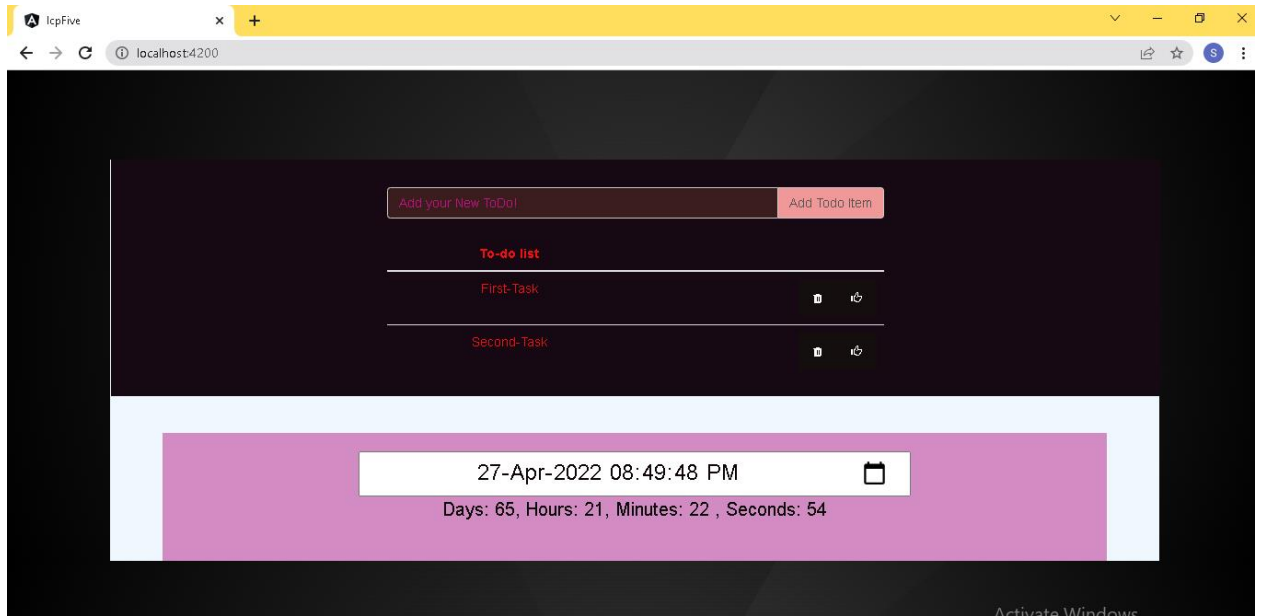 IcpFive
localhost:4200
S
Add your New ToDo! Add Todo Item
To-do list
First-Task
Second-Task
27-Apr-2022 08:49:48 PM
Days: 65, Hours: 21, Minutes: 22 , Seconds: 54
Activate Windows